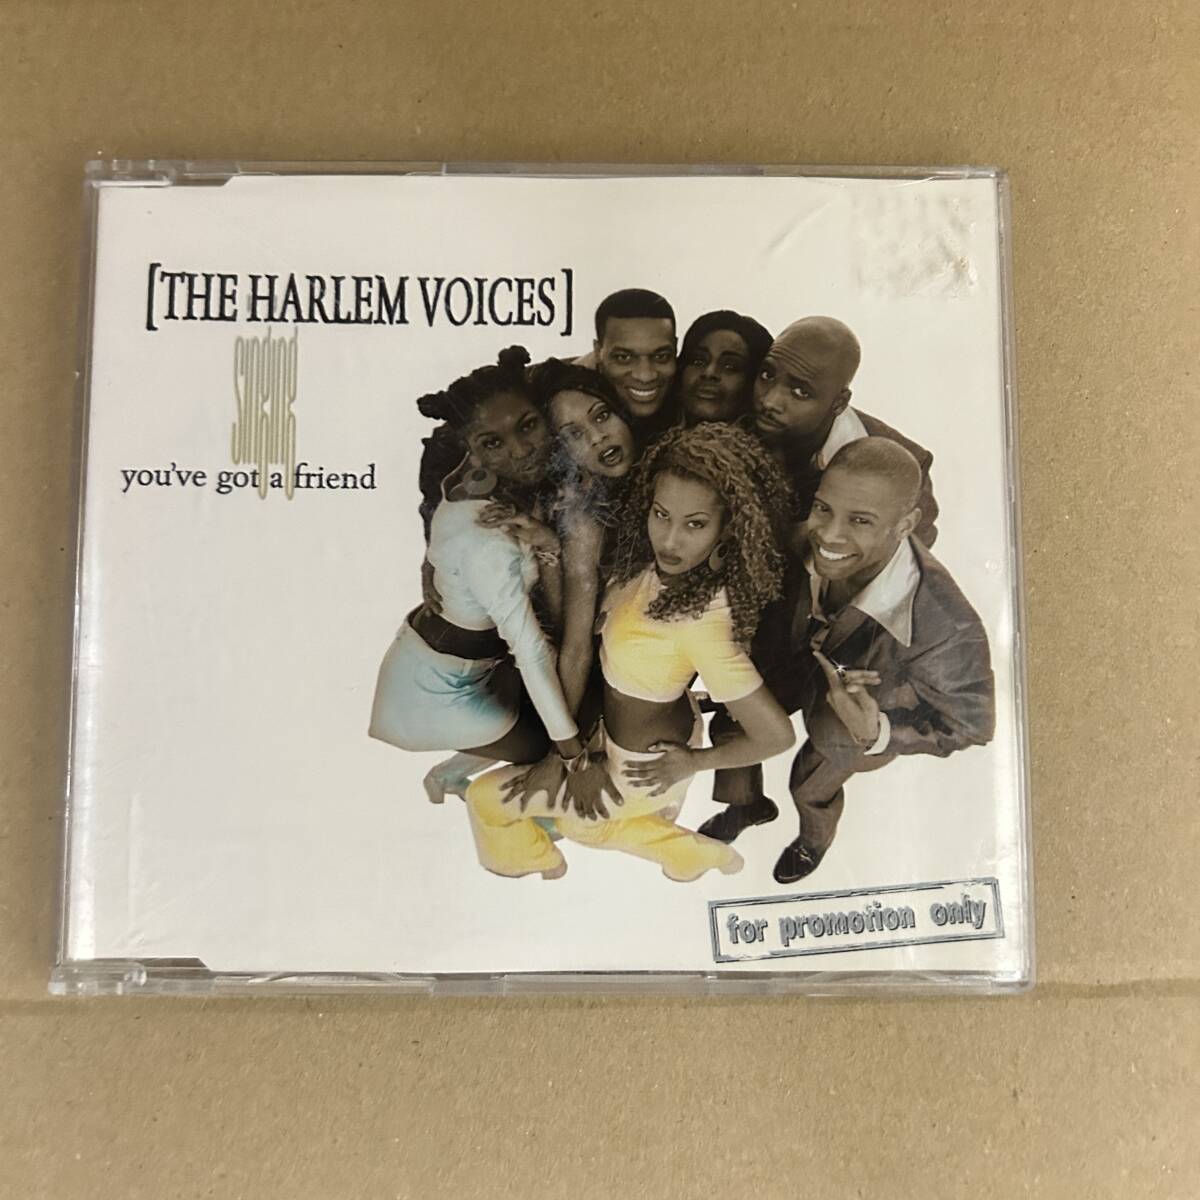 [THE HARLEM VOICES]
singing
you've got a friend
for promotion only